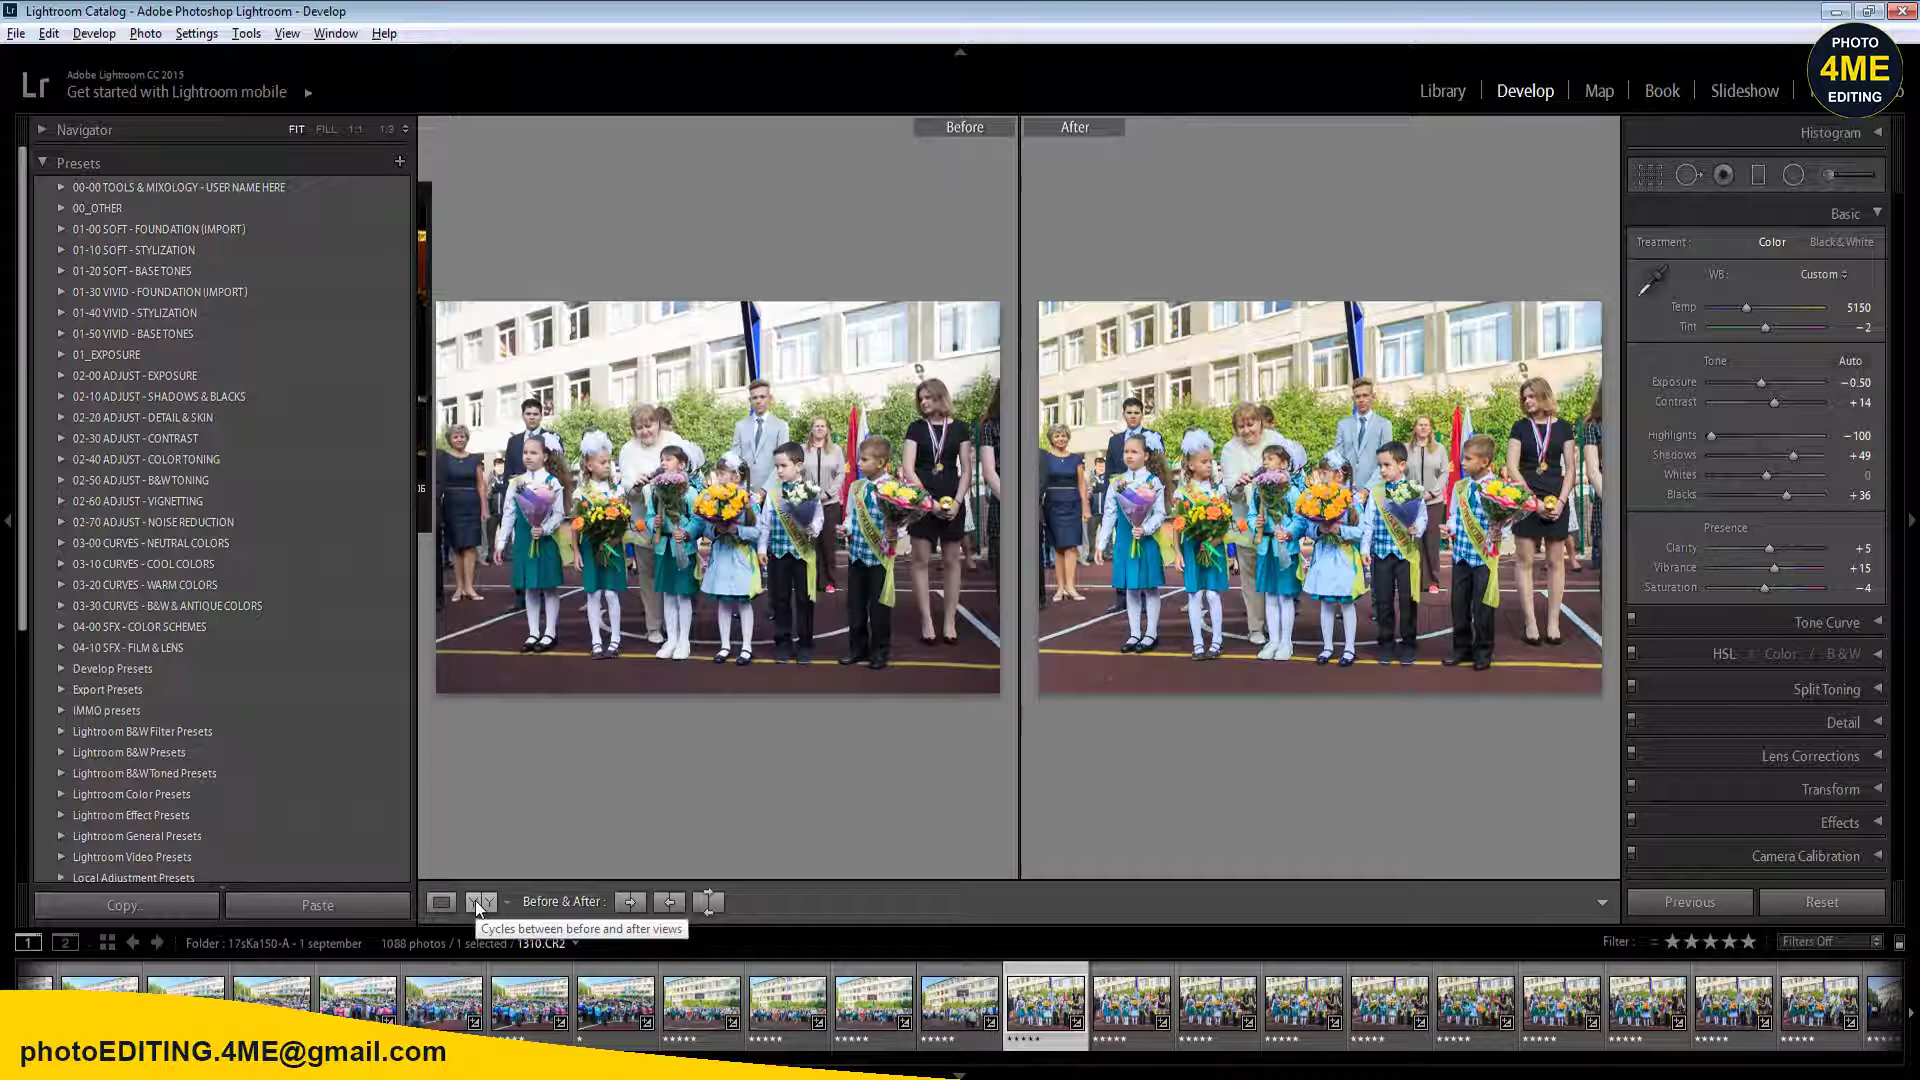 Lightroom Catalog - Adobe Photoshop Lightroom - Develop
File Edit Develop Photo Settings Tools View Window Help
PHOTO
4ME
EDITING
Lr
Adobe Lightroom CC 2015
Get started with Lightroom mobile
Library Develop Map Book Slideshow
Navigator FIT FILL 1:1 1:3
Presets +
00-00 TOOLS & MIXOLOGY - USER NAME HERE
00_OTHER
01-00 SOFT - FOUNDATION (IMPORT)
01-10 SOFT - STYLIZATION
01-20 SOFT - BASE TONES
01-30 VIVID - FOUNDATION (IMPORT)
01-40 VIVID - STYLIZATION
01-50 VIVID - BASE TONES
01_EXPOSURE
02-00 ADJUST - EXPOSURE
02-10 ADJUST - SHADOWS & BLACKS
02-20 ADJUST - DETAIL & SKIN
02-30 ADJUST - CONTRAST
02-40 ADJUST - COLOR TONING
02-50 ADJUST - B&W TONING
02-60 ADJUST - VIGNETTING
02-70 ADJUST - NOISE REDUCTION
03-00 CURVES - NEUTRAL COLORS
03-10 CURVES - COOL COLORS
03-20 CURVES - WARM COLORS
03-30 CURVES - B&W & ANTIQUE COLORS
04-00 SFX - COLOR SCHEMES
04-10 SFX - FILM & LENS
Develop Presets
Export Presets
IMMO presets
Lightroom B&W Filter Presets
Lightroom B&W Presets
Lightroom B&W Toned Presets
Lightroom Color Presets
Lightroom Effect Presets
Lightroom General Presets
Lightroom Video Presets
Local Adjustment Presets
Copy... Paste
Before After
Before & After :
Cycles between before and after views
Histogram
Basic
Treatment : Color Black & White
WB : Custom
Temp 5150
Tint −2
Tone Auto
Exposure −0.50
Contrast +14
Highlights −100
Shadows +49
Whites 0
Blacks +36
Presence
Clarity +5
Vibrance +15
Saturation −4
Tone Curve
HSL / Color / B & W
Split Toning
Detail
Lens Corrections
Transform
Effects
Camera Calibration
Previous Reset
1 2 Folder : 17sKa150-A - 1 september 1088 photos / 1 selected / 1310.CR2
Filter : Filters Off
photoEDITING.4ME@gmail.com